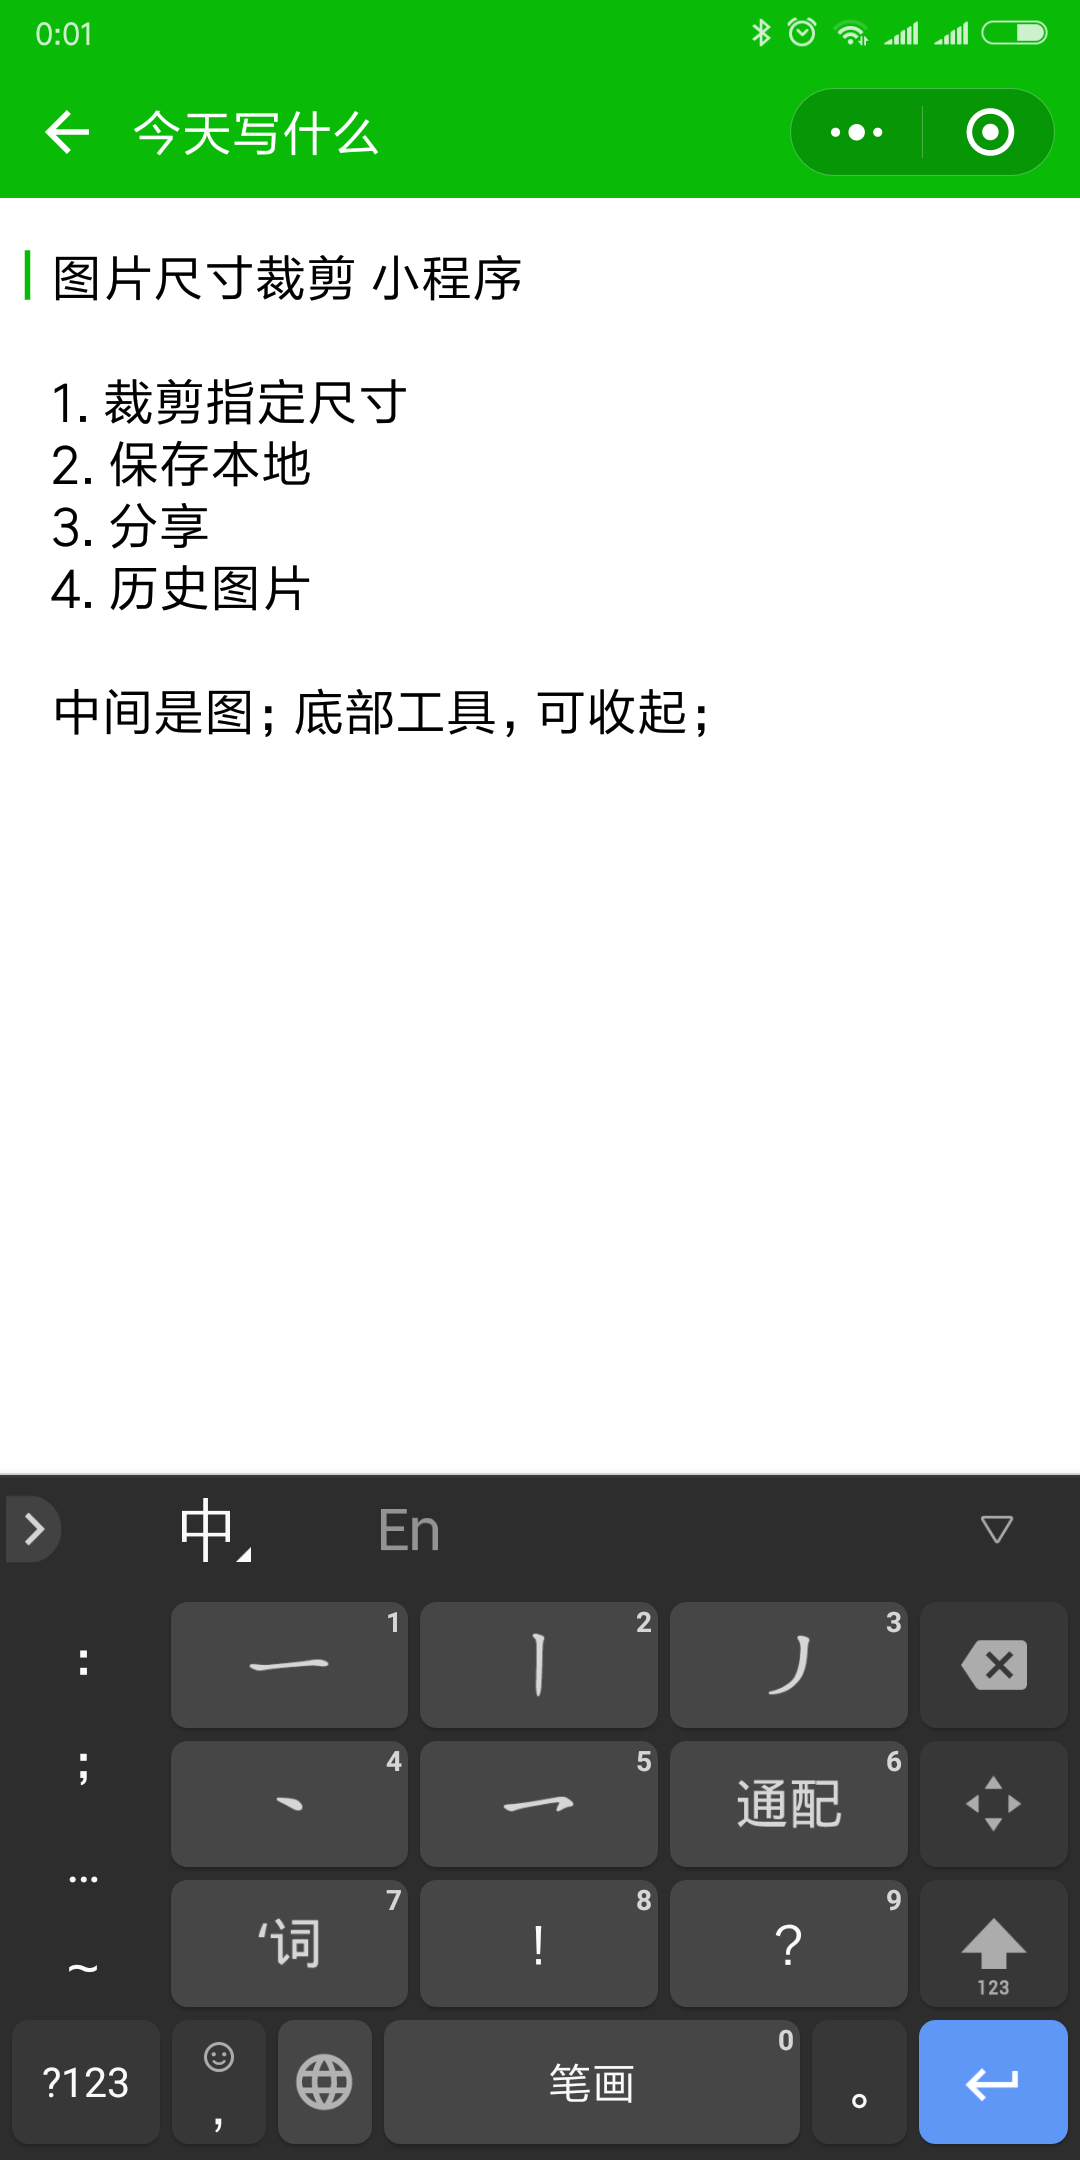 0:01
今天写什么
图片尺寸裁剪 小程序
1. 裁剪指定尺寸
2. 保存本地
3. 分享
4. 历史图片
中间是图; 底部工具, 可收起;
中 En
: 一 1 丨 2 丿 3
; 丶 4 乛 5 通配 6
... ‘词 7 ! 8 ? 9
~ 123
?123 , 笔画 0 。